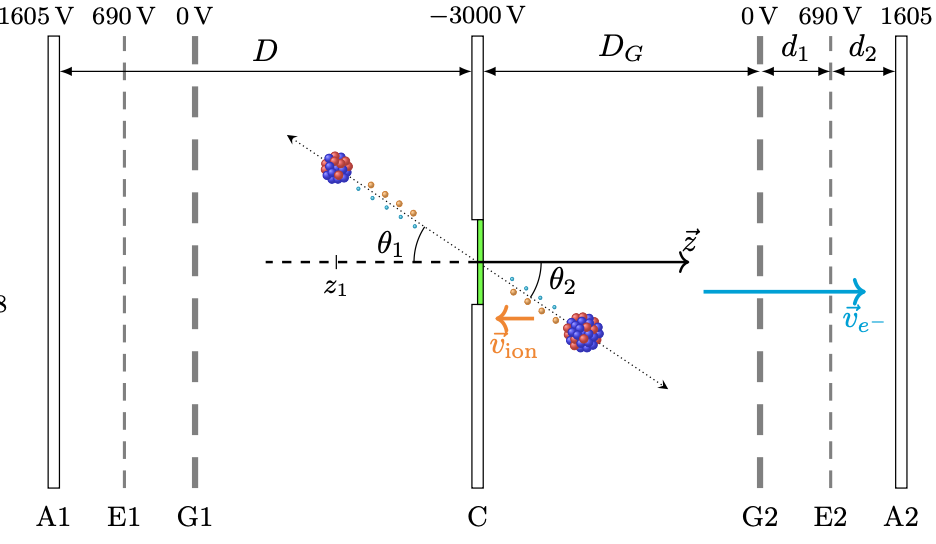 1605 V 690 V 0 V −3000 V 0 V 690 V 1605
D D_G d_1 d_2
θ_1 z⃗
z_1 θ_2
8
v⃗_ion v⃗_{e^−}
A1 E1 G1 C G2 E2 A2